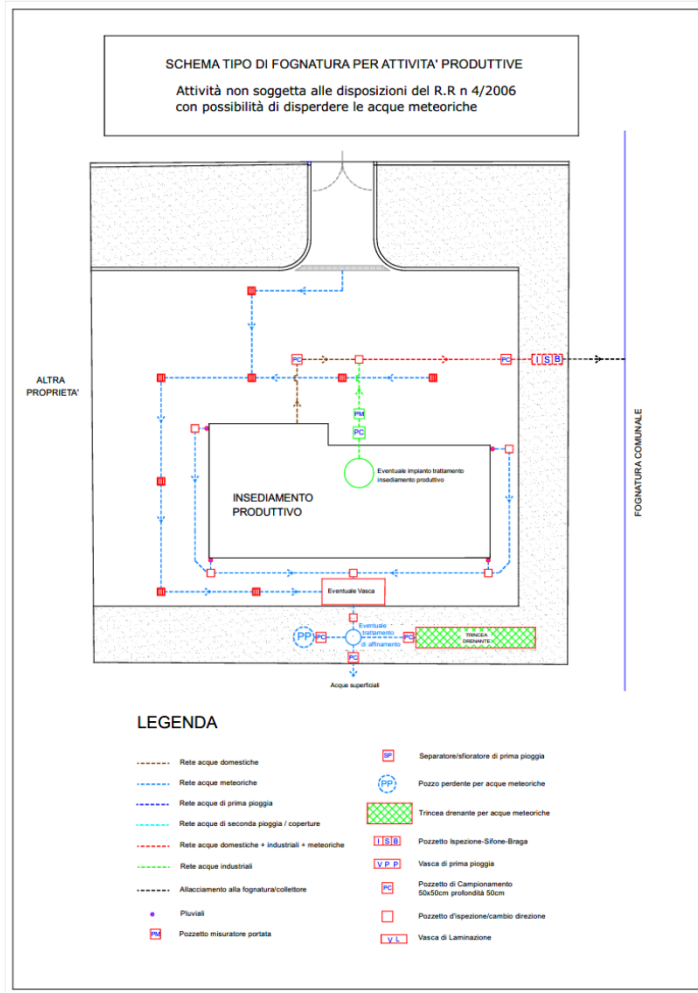 SCHEMA TIPO DI FOGNATURA PER ATTIVITA' PRODUTTIVE
Attività non soggetta alle disposizioni del R.R n 4/2006
con possibilità di disperdere le acque meteoriche
PC
PC
I S B
ALTRA
PROPRIETA'
PM
PC
FOGNATURA COMUNALE
Eventuale impianto trattamento
insediamento produttivo
INSEDIAMENTO
PRODUTTIVO
Eventuale Vasca
Eventuale
trattamento
di affinamento
PP
PC
PC
TRINCEA
DRENANTE
PC
Acque superficiali
LEGENDA
Rete acque domestiche
Rete acque meteoriche
Rete acque di prima pioggia
Rete acque di seconda pioggia / coperture
Rete acque domestiche + industriali + meteoriche
Rete acque industriali
Allacciamento alla fognatura/collettore
Pluviali
PM Pozzetto misuratore portata
SP Separatore/sfioratore di prima pioggia
PP Pozzo perdente per acque meteoriche
Trincea drenante per acque meteoriche
I S B Pozzetto Ispezione-Sifone-Braga
V P P Vasca di prima pioggia
PC Pozzetto di Campionamento
50x50cm profondità 50cm
Pozzetto d'ispezione/cambio direzione
V L Vasca di Laminazione